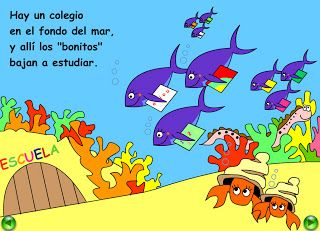 Hay un colegio
en el fondo del mar,
y allí los "bonitos"
bajan a estudiar.
ESCUELA